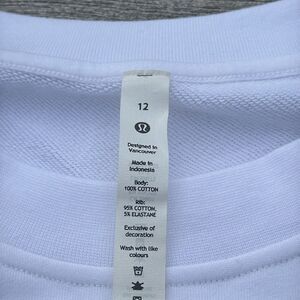 12
Designed in
Vancouver
Made in
Indonesia
Body:
100% COTTON
Rib:
95% COTTON,
5% ELASTANE
Exclusive of
decoration
Wash with like
colours